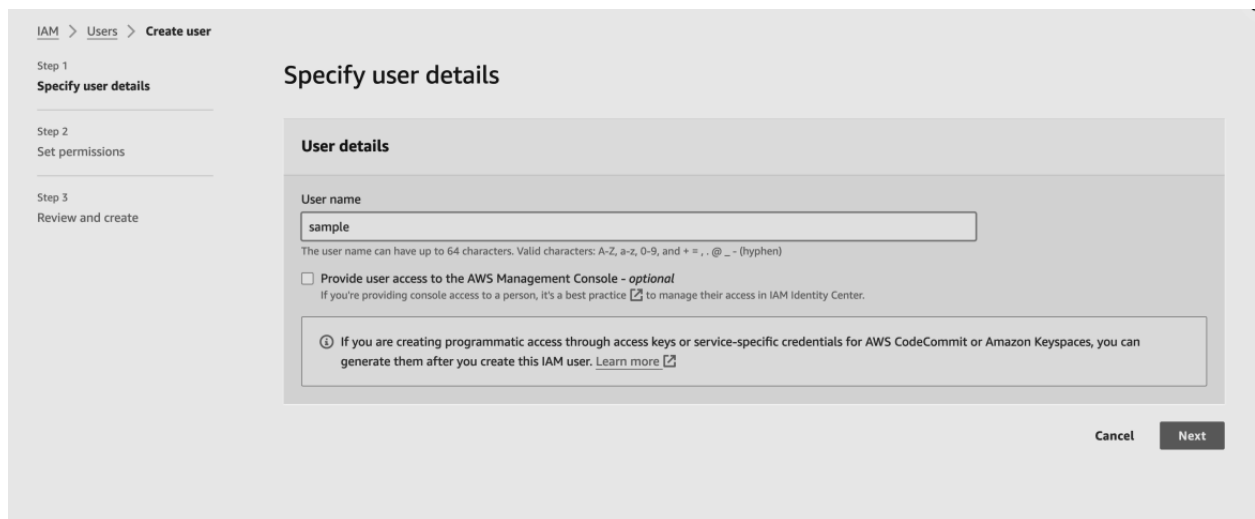 IAM > Users > Create user
Step 1
Specify user details
Step 2
Set permissions
Step 3
Review and create
Specify user details
User details
User name
sample
The user name can have up to 64 characters. Valid characters: A-Z, a-z, 0-9, and + = , . @ _ - (hyphen)
Provide user access to the AWS Management Console - optional
If you're providing console access to a person, it's a best practice to manage their access in IAM Identity Center.
If you are creating programmatic access through access keys or service-specific credentials for AWS CodeCommit or Amazon Keyspaces, you can
generate them after you create this IAM user. Learn more
Cancel
Next